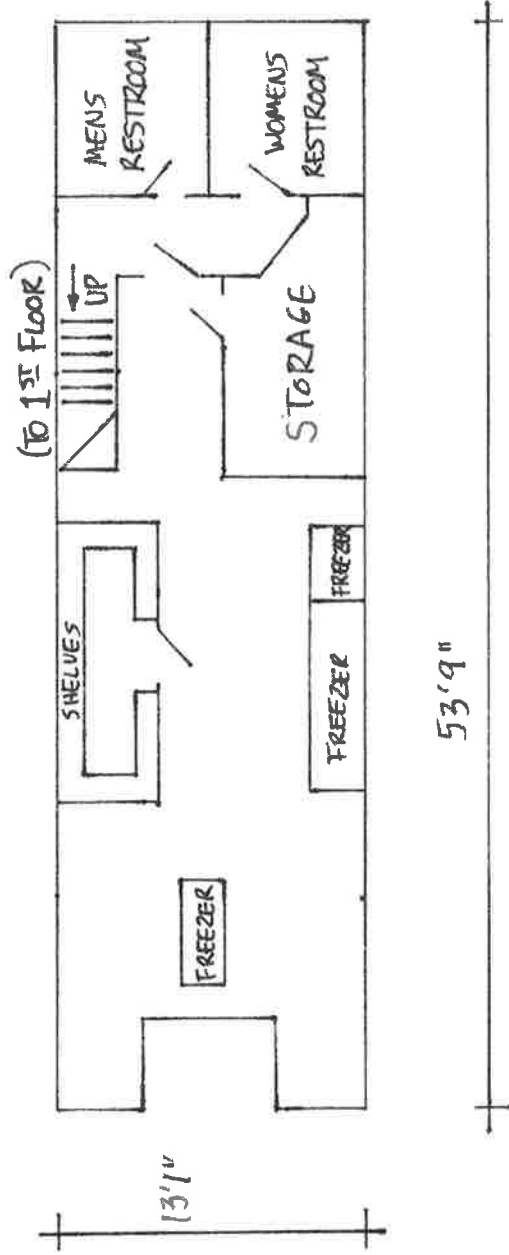 (TO 1ST FLOOR)
UP
MENS
RESTROOM
WOMENS
RESTROOM
STORAGE
SHELVES
FREEZER
FREEZER
FREEZER
13'1"
53'9"